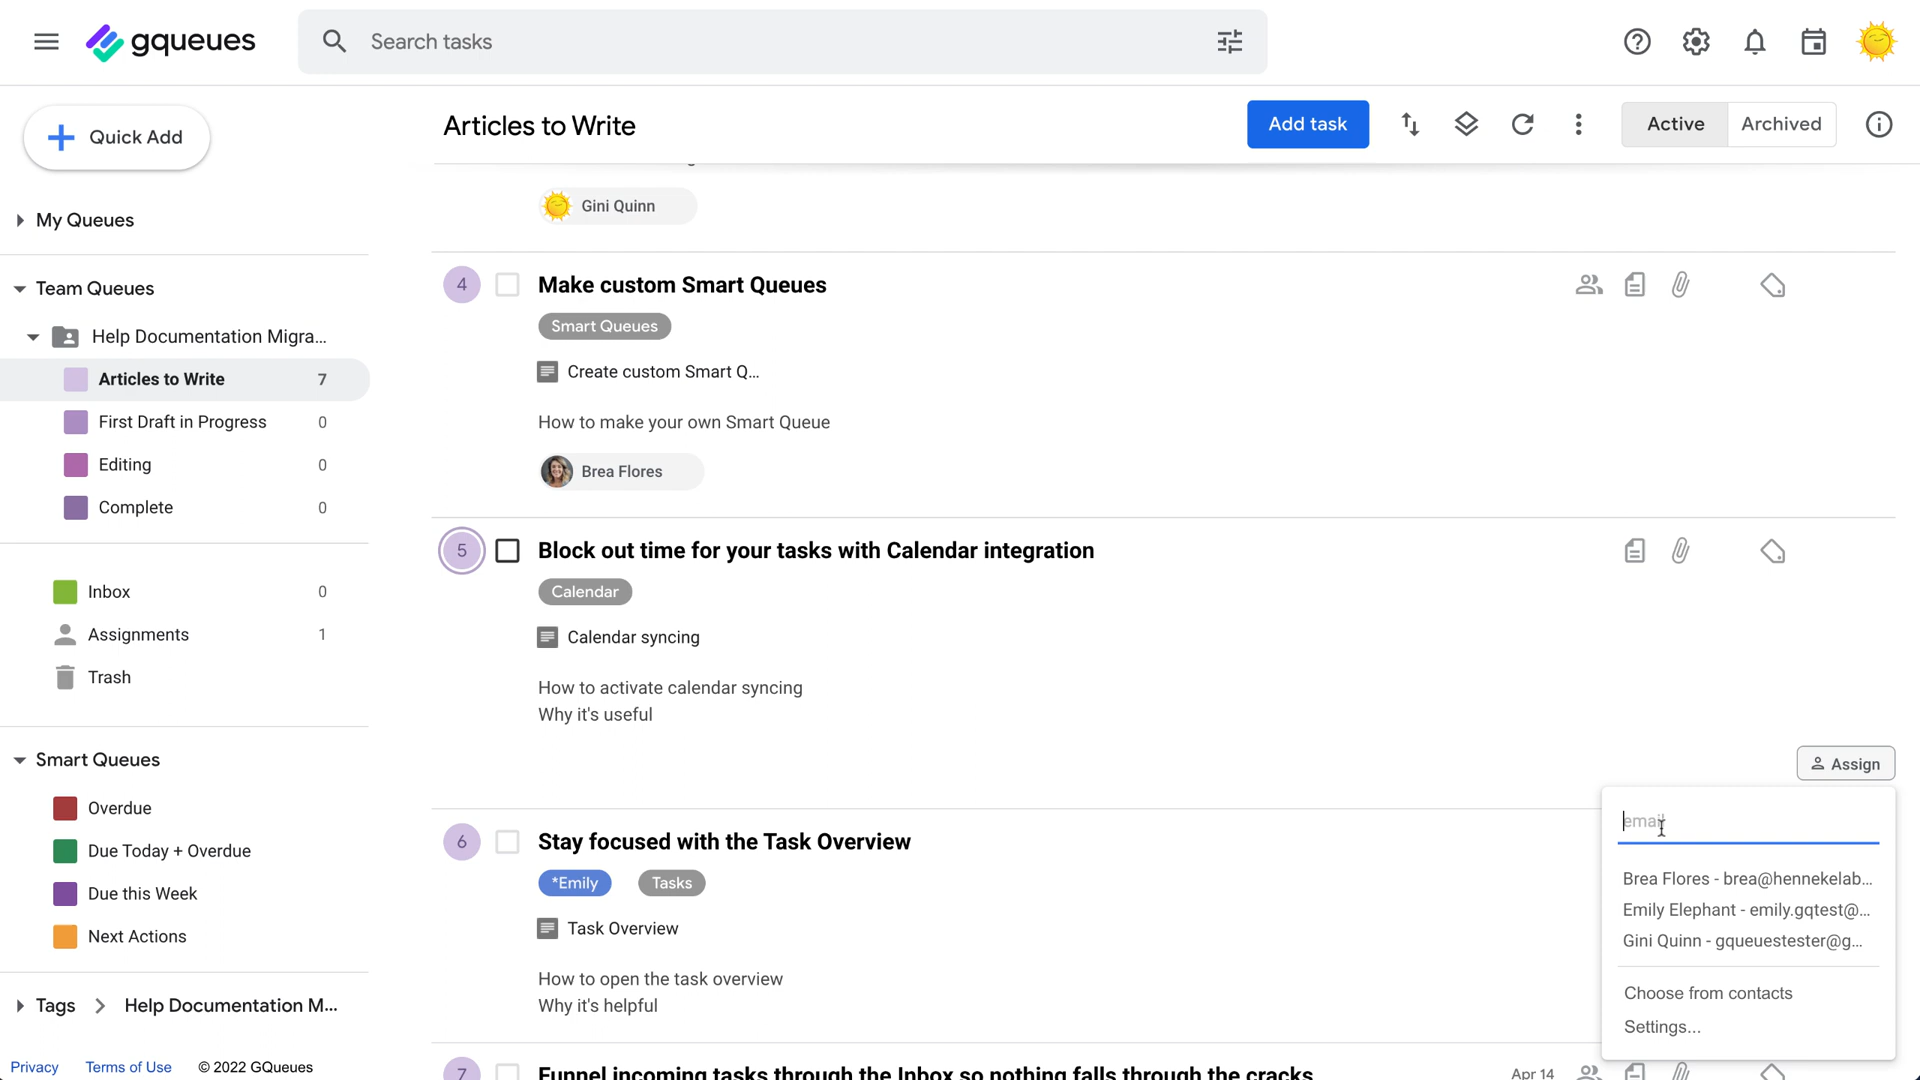 gqueues
Search tasks
Quick Add
My Queues
Team Queues
Help Documentation Migra...
Articles to Write 7
First Draft in Progress 0
Editing 0
Complete 0
Inbox 0
Assignments 1
Trash
Smart Queues
Overdue
Due Today + Overdue
Due this Week
Next Actions
Tags > Help Documentation M...
Privacy Terms of Use © 2022 GQueues
Articles to Write
Add task
Active Archived
Gini Quinn
4 Make custom Smart Queues
Smart Queues
Create custom Smart Q...
How to make your own Smart Queue
Brea Flores
5 Block out time for your tasks with Calendar integration
Calendar
Calendar syncing
How to activate calendar syncing
Why it's useful
Assign
email
Brea Flores - brea@hennekelab...
Emily Elephant - emily.gqtest@...
Gini Quinn - gqueuestester@g...
Choose from contacts
Settings...
6 Stay focused with the Task Overview
*Emily Tasks
Task Overview
How to open the task overview
Why it's helpful
7 Funnel incoming tasks through the Inbox so nothing falls through the cracks
Apr 14